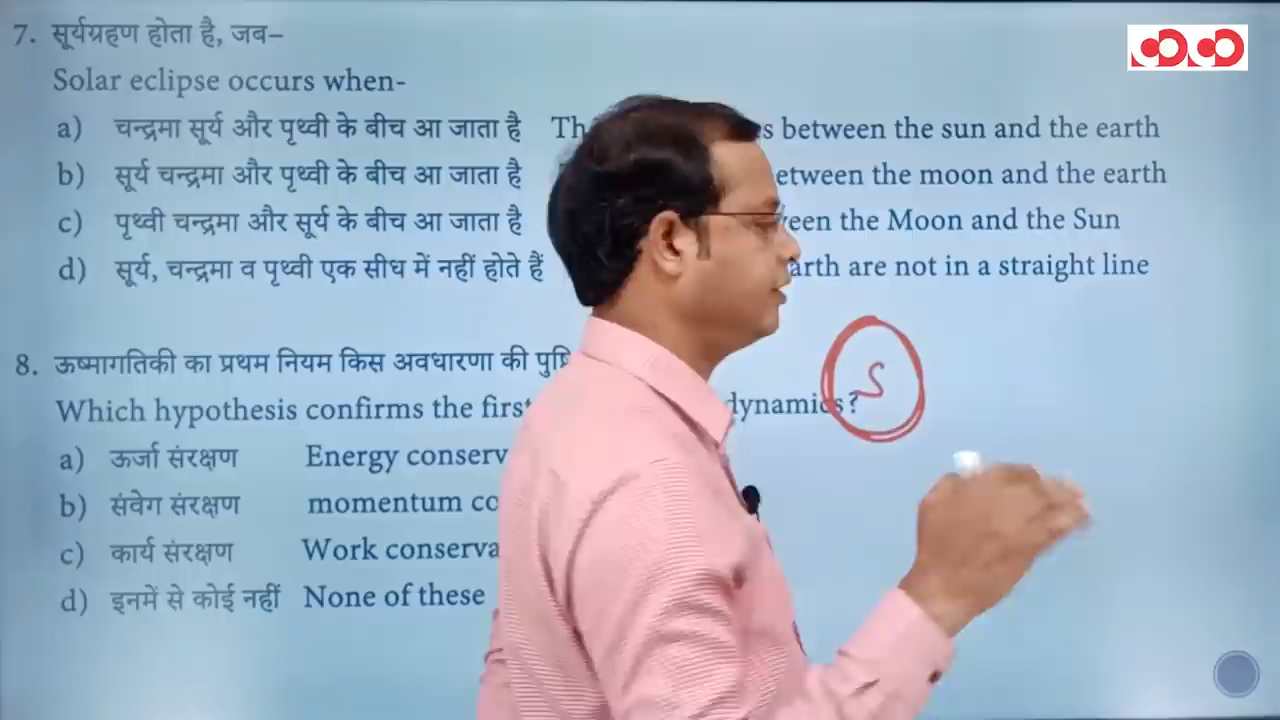 7. सूर्यग्रहण होता है, जब–
Solar eclipse occurs when-
a) चन्द्रमा सूर्य और पृथ्वी के बीच आ जाता है Th s between the sun and the earth
b) सूर्य चन्द्रमा और पृथ्वी के बीच आ जाता है etween the moon and the earth
c) पृथ्वी चन्द्रमा और सूर्य के बीच आ जाता है een the Moon and the Sun
d) सूर्य, चन्द्रमा व पृथ्वी एक सीध में नहीं होते हैं arth are not in a straight line
S
8. ऊष्मागतिकी का प्रथम नियम किस अवधारणा की पुष्टि
Which hypothesis confirms the first dynamics?
a) ऊर्जा संरक्षण Energy conserv
b) संवेग संरक्षण momentum co
c) कार्य संरक्षण Work conserva
d) इनमें से कोई नहीं None of these